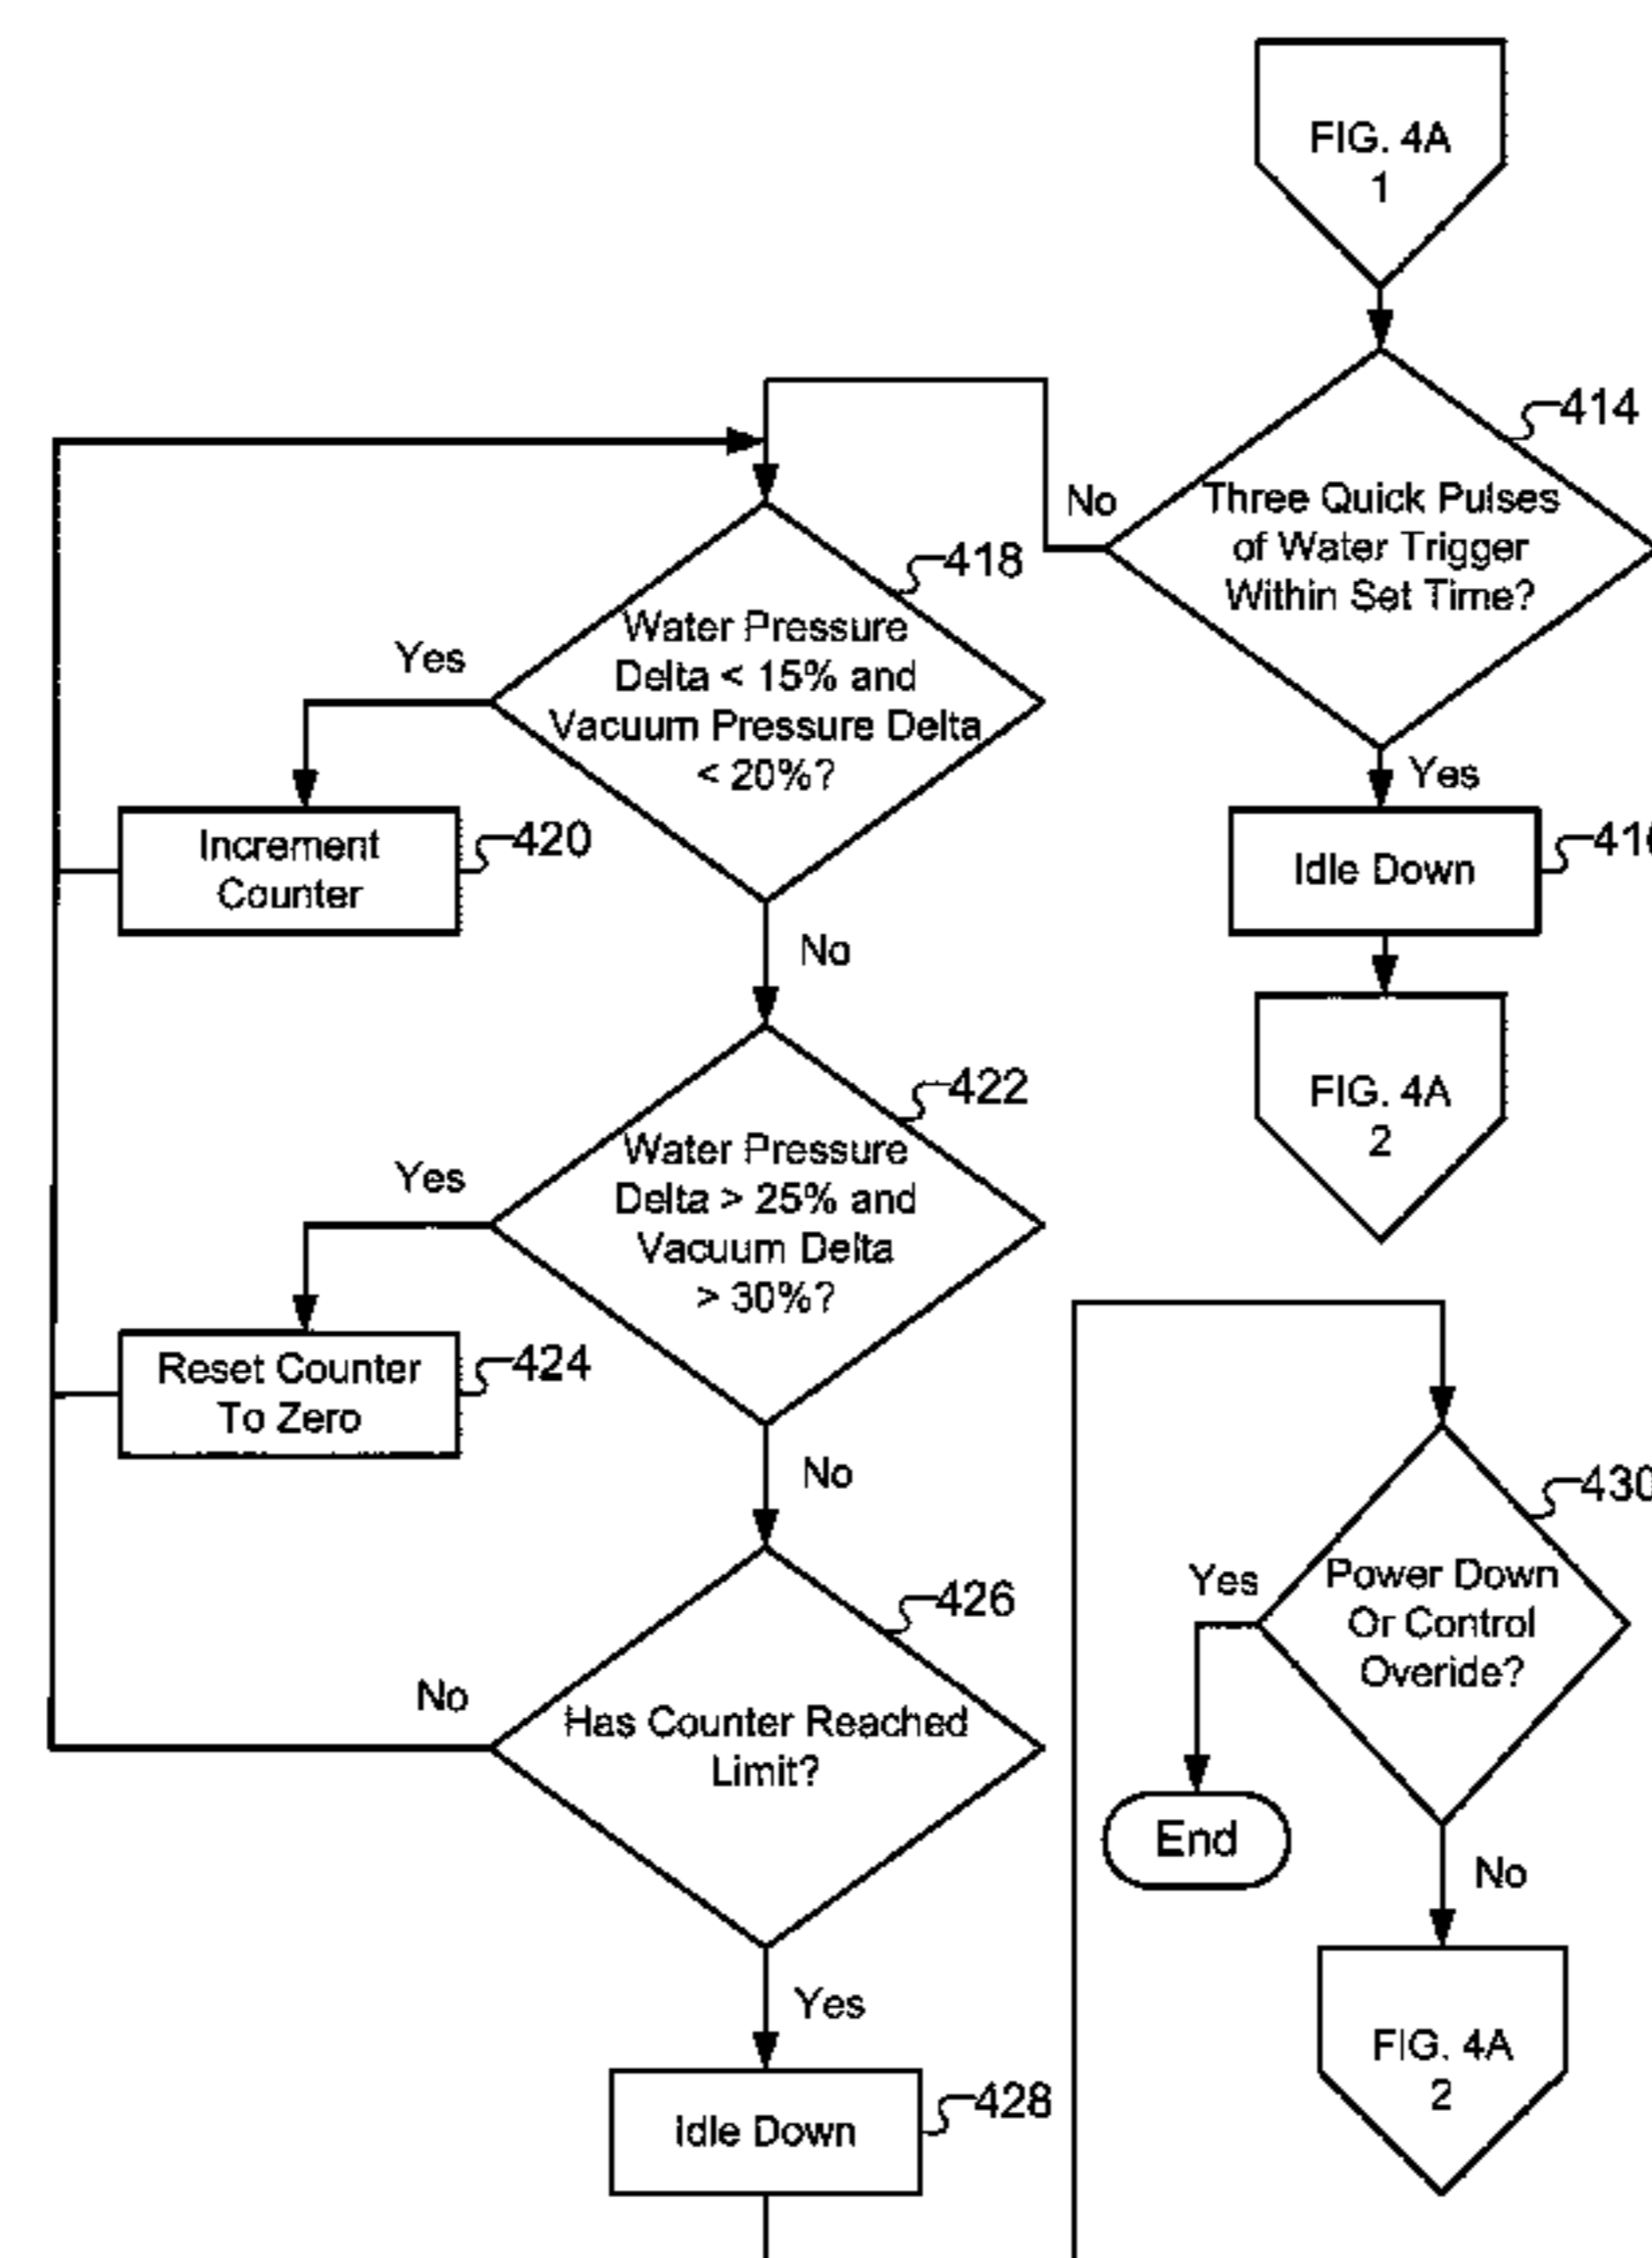 FIG. 4A
1
414
Three Quick Pulses
of Water Trigger
Within Set Time?
No
Yes
Idle Down
FIG. 4A
2
418
Water Pressure
Delta < 15% and
Vacuum Pressure Delta
< 20%?
Yes
No
Increment
Counter
420
422
Water Pressure
Delta > 25% and
Vacuum Delta
> 30%?
Yes
No
Reset Counter
To Zero
424
426
Has Counter Reached
Limit?
No
Yes
Idle Down
428
430
Power Down
Or Control
Overide?
Yes
No
End
FIG. 4A
2